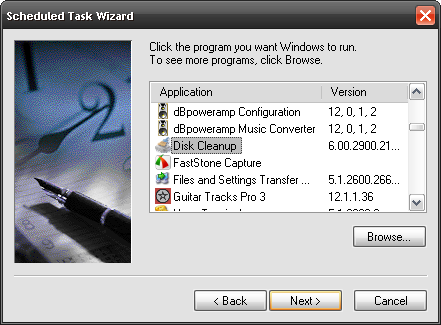 Scheduled Task Wizard
Click the program you want Windows to run.
To see more programs, click Browse.
Application Version
dBpoweramp Configuration 12, 0, 1, 2
dBpoweramp Music Converter 12, 0, 1, 2
Disk Cleanup 6.00.2900.21...
FastStone Capture
Files and Settings Transfer ... 5.1.2600.266...
Guitar Tracks Pro 3 12.1.1.36
Browse...
< Back Next > Cancel